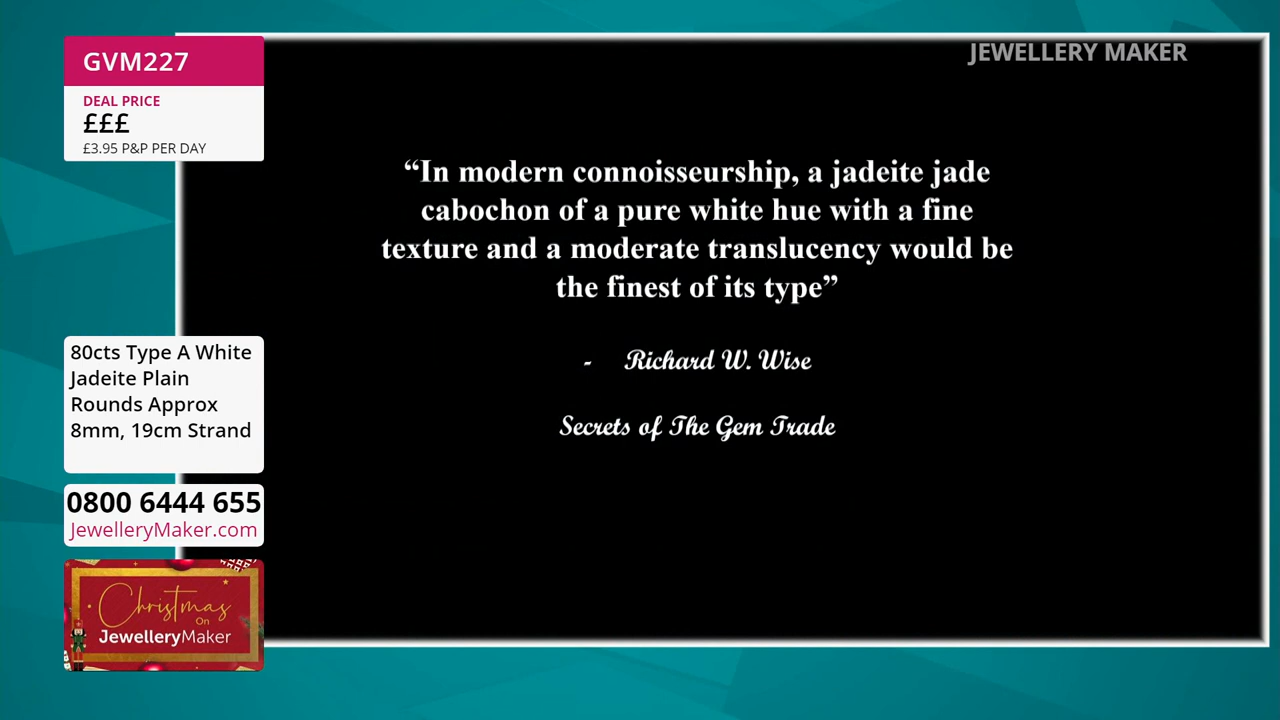 GVM227
DEAL PRICE
£££
£3.95 P&P PER DAY
JEWELLERY MAKER
“In modern connoisseurship, a jadeite jade
cabochon of a pure white hue with a fine
texture and a moderate translucency would be
the finest of its type”
- Richard W. Wise
Secrets of The Gem Trade
80cts Type A White
Jadeite Plain
Rounds Approx
8mm, 19cm Strand
0800 6444 655
JewelleryMaker.com
Christmas
On
JewelleryMaker